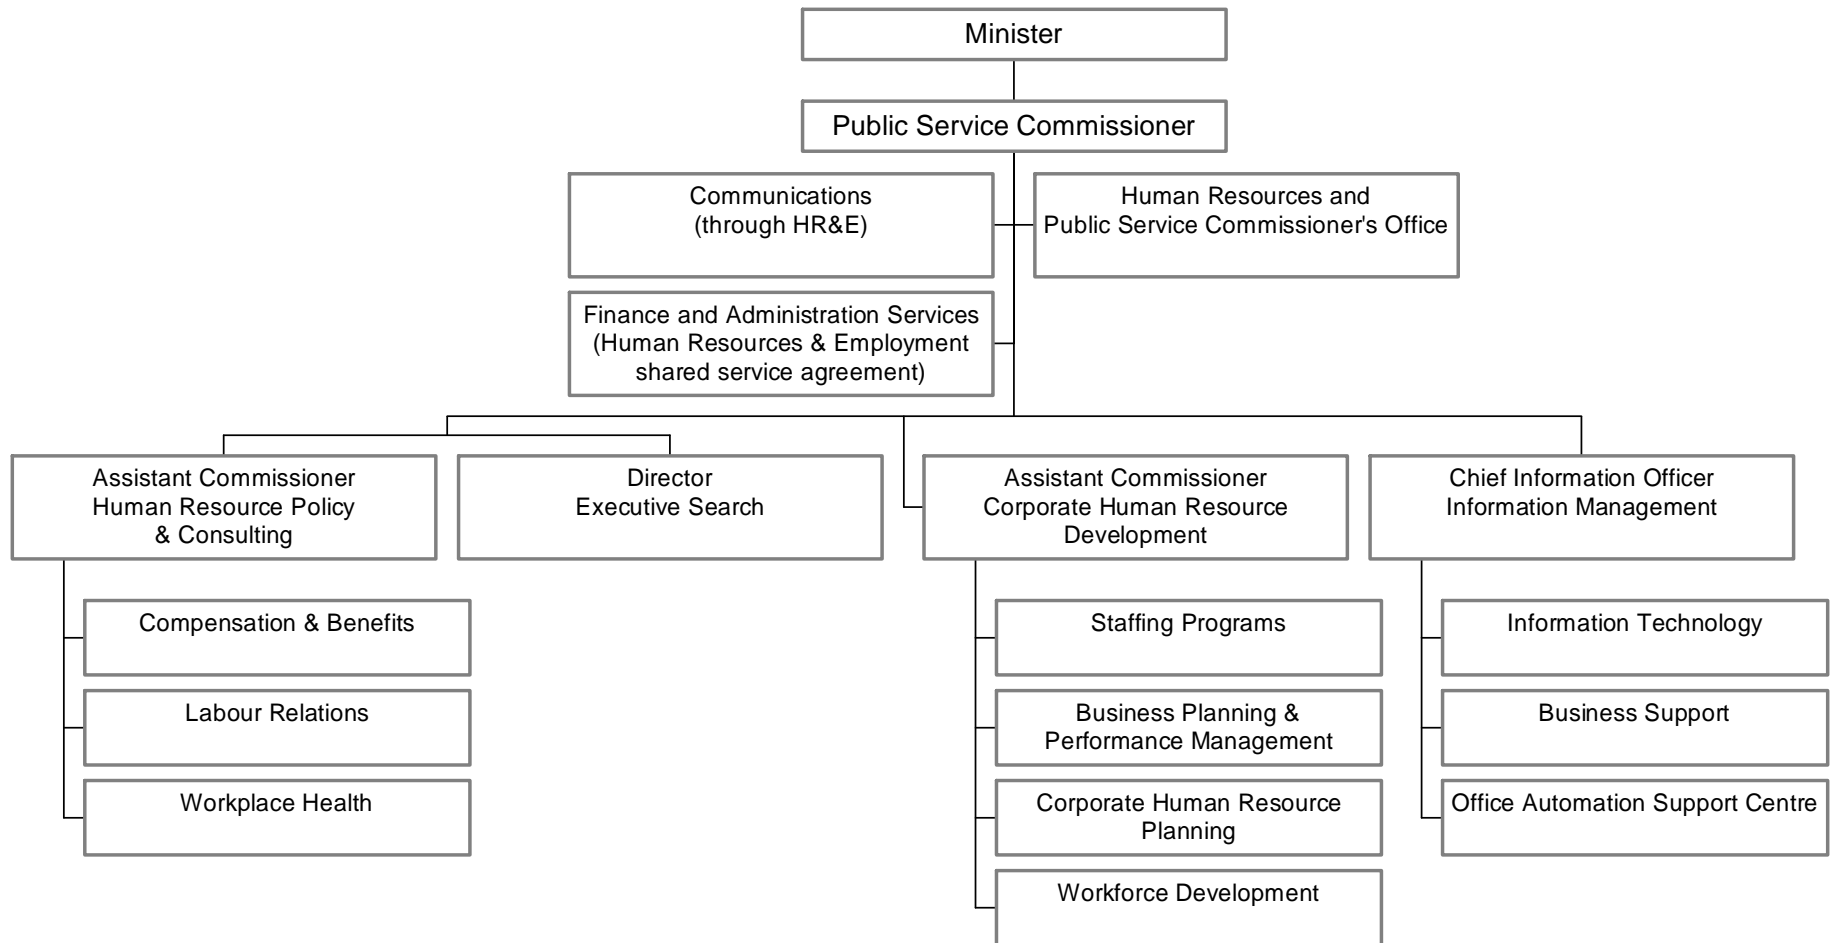 Minister
Public Service Commissioner
Communications
(through HR&E)
Human Resources and
Public Service Commissioner's Office
Finance and Administration Services
(Human Resources & Employment
shared service agreement)
Assistant Commissioner
Human Resource Policy
& Consulting
Director
Executive Search
Assistant Commissioner
Corporate Human Resource
Development
Chief Information Officer
Information Management
Compensation & Benefits
Labour Relations
Workplace Health
Staffing Programs
Business Planning &
Performance Management
Corporate Human Resource
Planning
Workforce Development
Information Technology
Business Support
Office Automation Support Centre